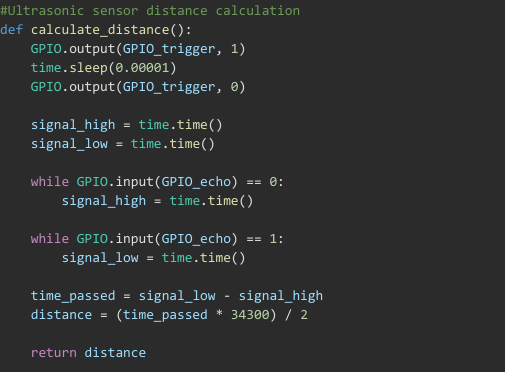 #Ultrasonic sensor distance calculation
def calculate_distance():
    GPIO.output(GPIO_trigger, 1)
    time.sleep(0.00001)
    GPIO.output(GPIO_trigger, 0)

    signal_high = time.time()
    signal_low = time.time()

    while GPIO.input(GPIO_echo) == 0:
        signal_high = time.time()

    while GPIO.input(GPIO_echo) == 1:
        signal_low = time.time()

    time_passed = signal_low - signal_high
    distance = (time_passed * 34300) / 2

    return distance